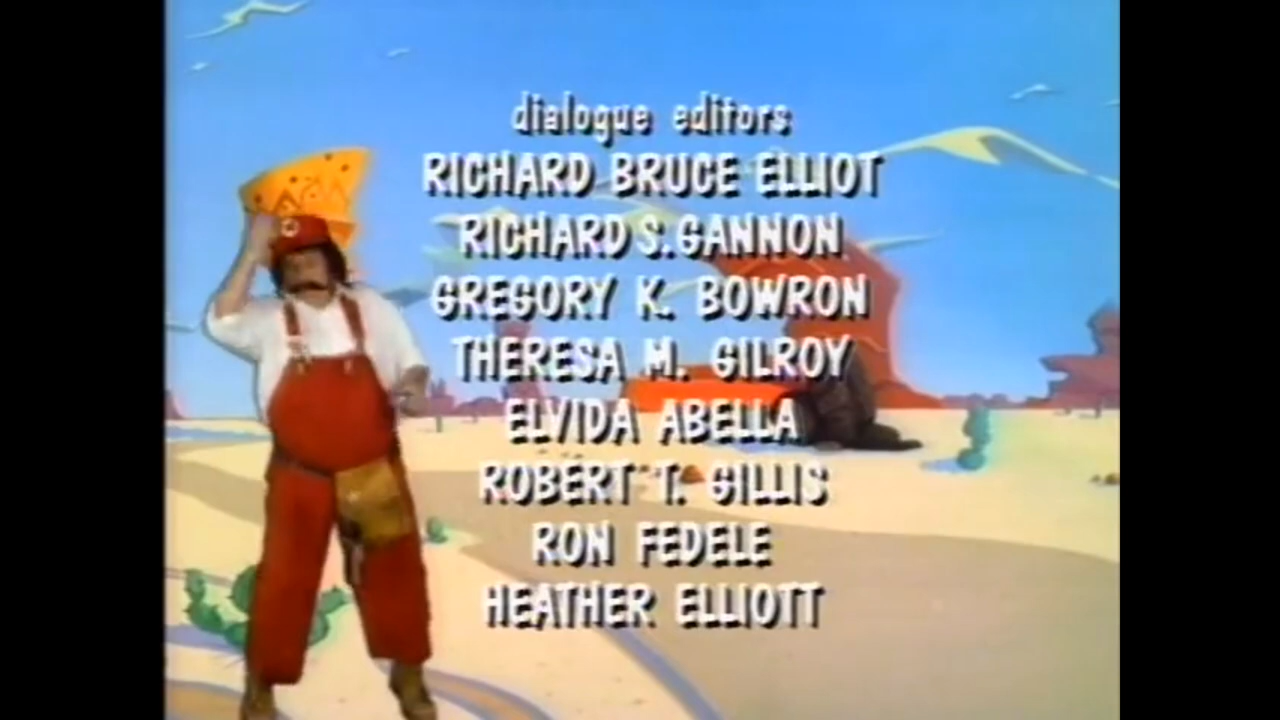 dialogue editors
RICHARD BRUCE ELLIOT
RICHARD S. GANNON
GREGORY K. BOWRON
THERESA M. GILROY
ELVIDA ABELLA
ROBERT T. GILLIS
RON FEDELE
HEATHER ELLIOTT